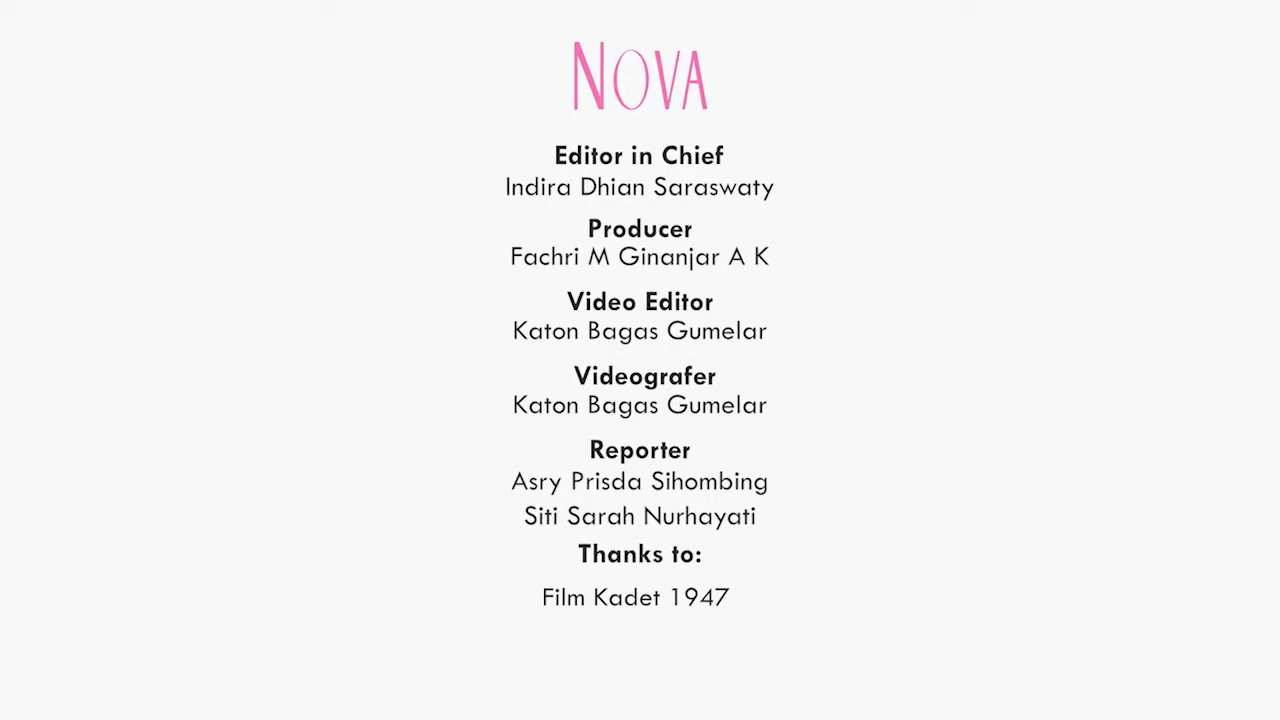 NOVA
Editor in Chief
Indira Dhian Saraswaty
Producer
Fachri M Ginanjar A K
Video Editor
Katon Bagas Gumelar
Videografer
Katon Bagas Gumelar
Reporter
Asry Prisda Sihombing
Siti Sarah Nurhayati
Thanks to:
Film Kadet 1947